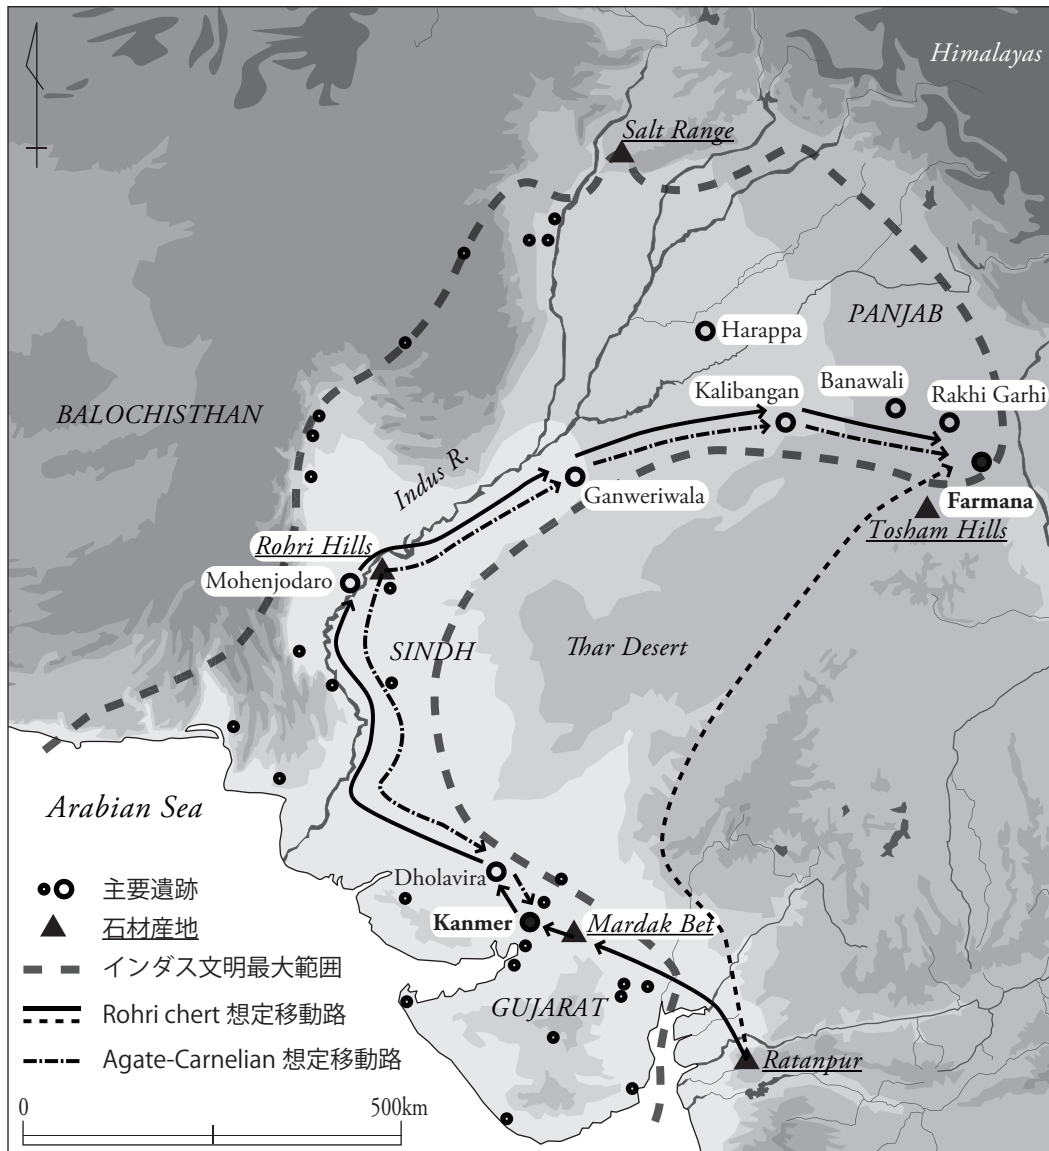 Himalayas
Salt Range
PANJAB
Harappa
Kalibangan
Banawali
Rakhi Garhi
BALOCHISTHAN
Indus R.
Ganweriwala
Farmana
Tosham Hills
Rohri Hills
Mohenjodaro
SINDH
Thar Desert
Arabian Sea
Dholavira
Kanmer
Mardak Bet
GUJARAT
Ratanpur
主要遺跡
石材産地
インダス文明最大範囲
Rohri chert 想定移動路
Agate-Carnelian 想定移動路
0
500km